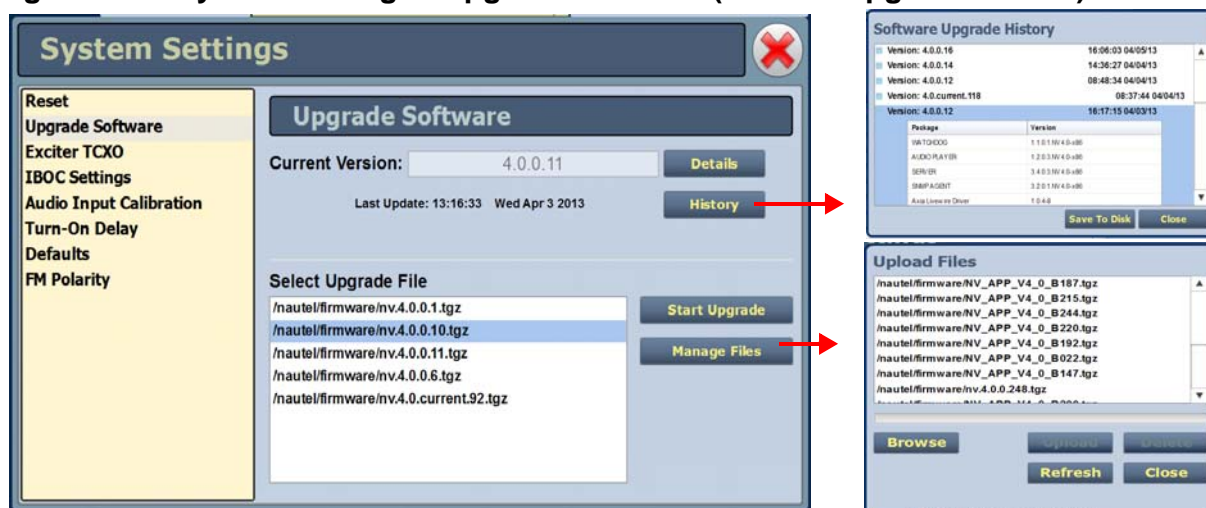 System Settings
Reset
Upgrade Software
Exciter TCXO
IBOC Settings
Audio Input Calibration
Turn-On Delay
Defaults
FM Polarity
Upgrade Software
Current Version:
4.0.0.11
Details
Last Update: 13:16:33 Wed Apr 3 2013
History
Select Upgrade File
/nautel/firmware/nv.4.0.0.1.tgz
/nautel/firmware/nv.4.0.0.10.tgz
/nautel/firmware/nv.4.0.0.11.tgz
/nautel/firmware/nv.4.0.0.6.tgz
/nautel/firmware/nv.4.0.current.92.tgz
Start Upgrade
Manage Files
Software Upgrade History
Version: 4.0.0.16 16:06:03 04/05/13
Version: 4.0.0.14 14:36:27 04/04/13
Version: 4.0.0.12 08:48:34 04/04/13
Version: 4.0.current.118 08:37:44 04/04/13
Version: 4.0.0.12 16:17:15 04/03/13
Package Version
WATCHDOG
AUDIO PLAYER
SERVER
SNMP AGENT
Axia Livewire Driver 1.0.4-8
Save To Disk Close
Upload Files
/nautel/firmware/NV_APP_V4_0_B187.tgz
/nautel/firmware/NV_APP_V4_0_B215.tgz
/nautel/firmware/NV_APP_V4_0_B244.tgz
/nautel/firmware/NV_APP_V4_0_B220.tgz
/nautel/firmware/NV_APP_V4_0_B192.tgz
/nautel/firmware/NV_APP_V4_0_B022.tgz
/nautel/firmware/NV_APP_V4_0_B147.tgz
/nautel/firmware/nv.4.0.0.248.tgz
Browse Upload Delete
Refresh Close